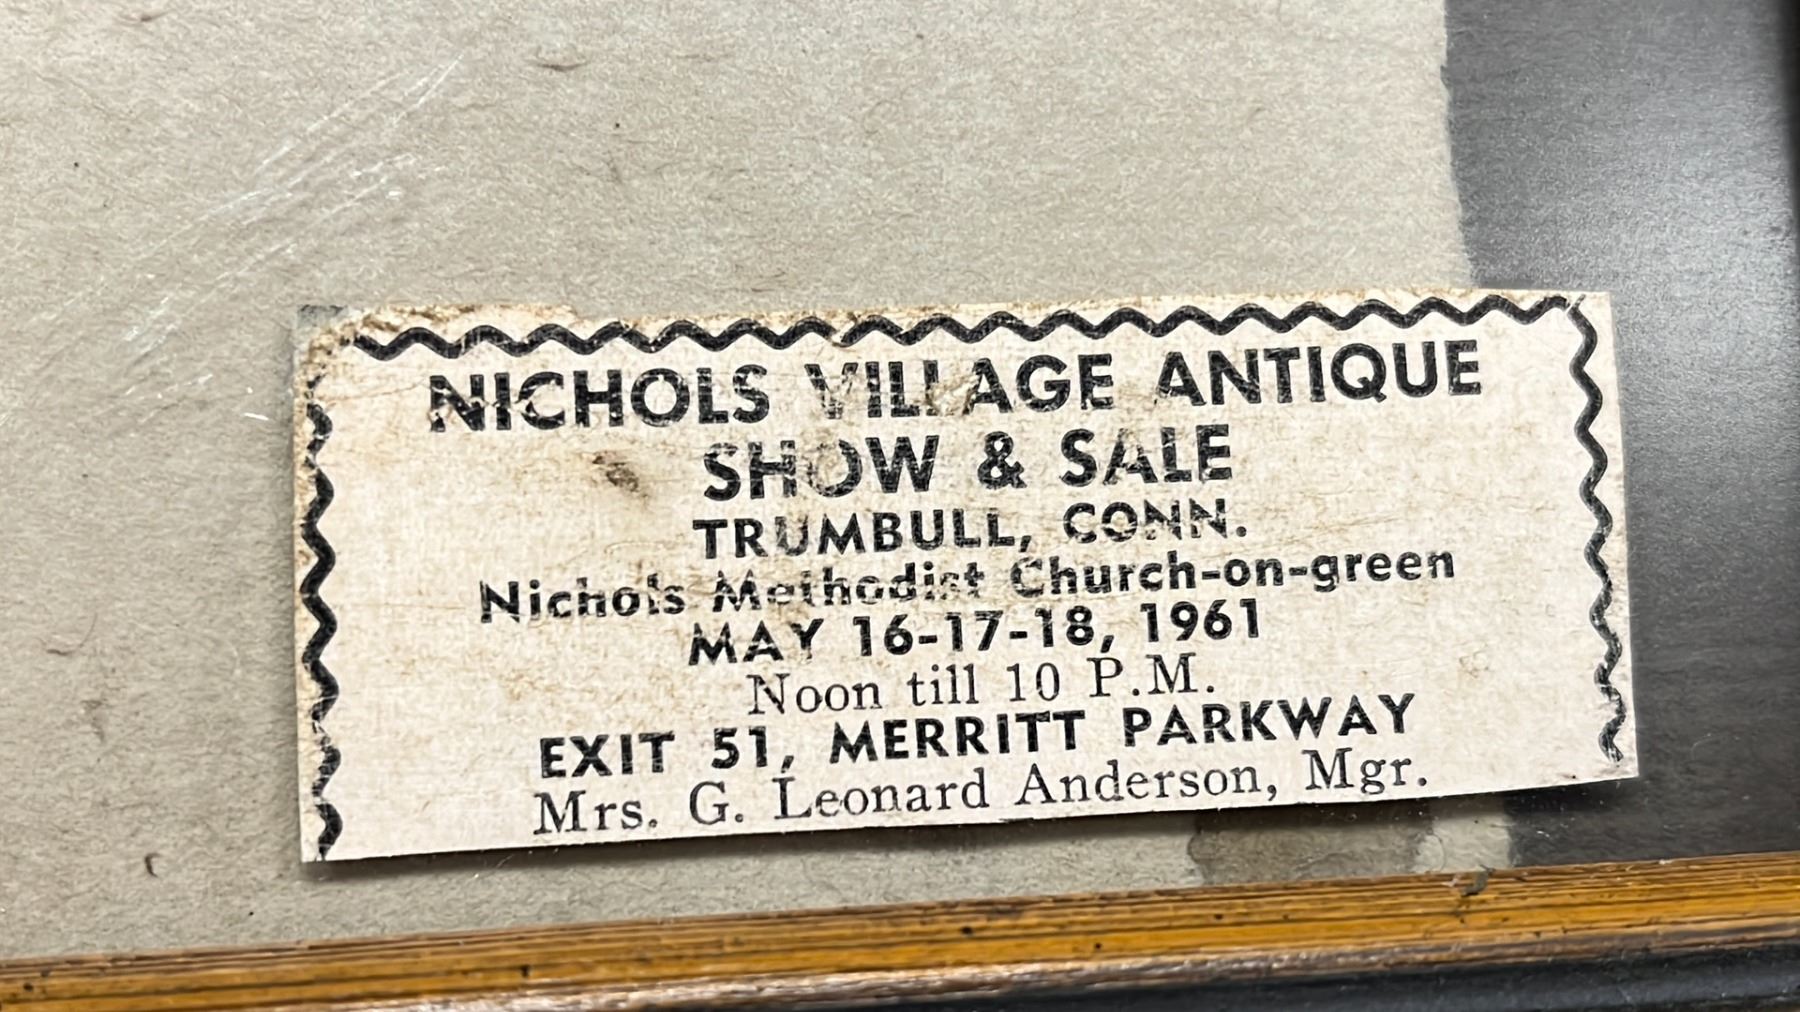 NICHOLS VILLAGE ANTIQUE
SHOW & SALE
TRUMBULL, CONN.
Nichols Methodist Church-on-green
MAY 16-17-18, 1961
Noon till 10 P.M.
EXIT 51, MERRITT PARKWAY
Mrs. G. Leonard Anderson, Mgr.